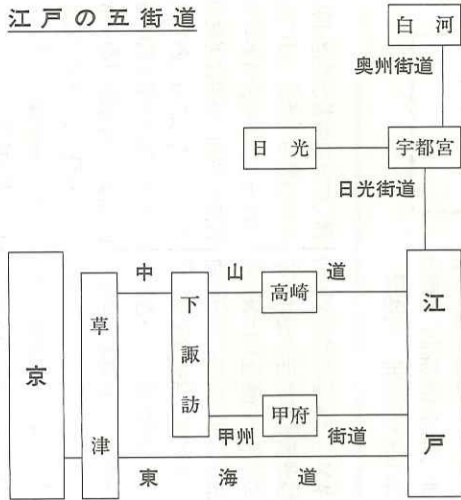 江戸の五街道
白河
奥州街道
日光
宇都宮
日光街道
中山道
高崎
江戸
京
草津
下諏訪
甲府
甲州街道
東海道